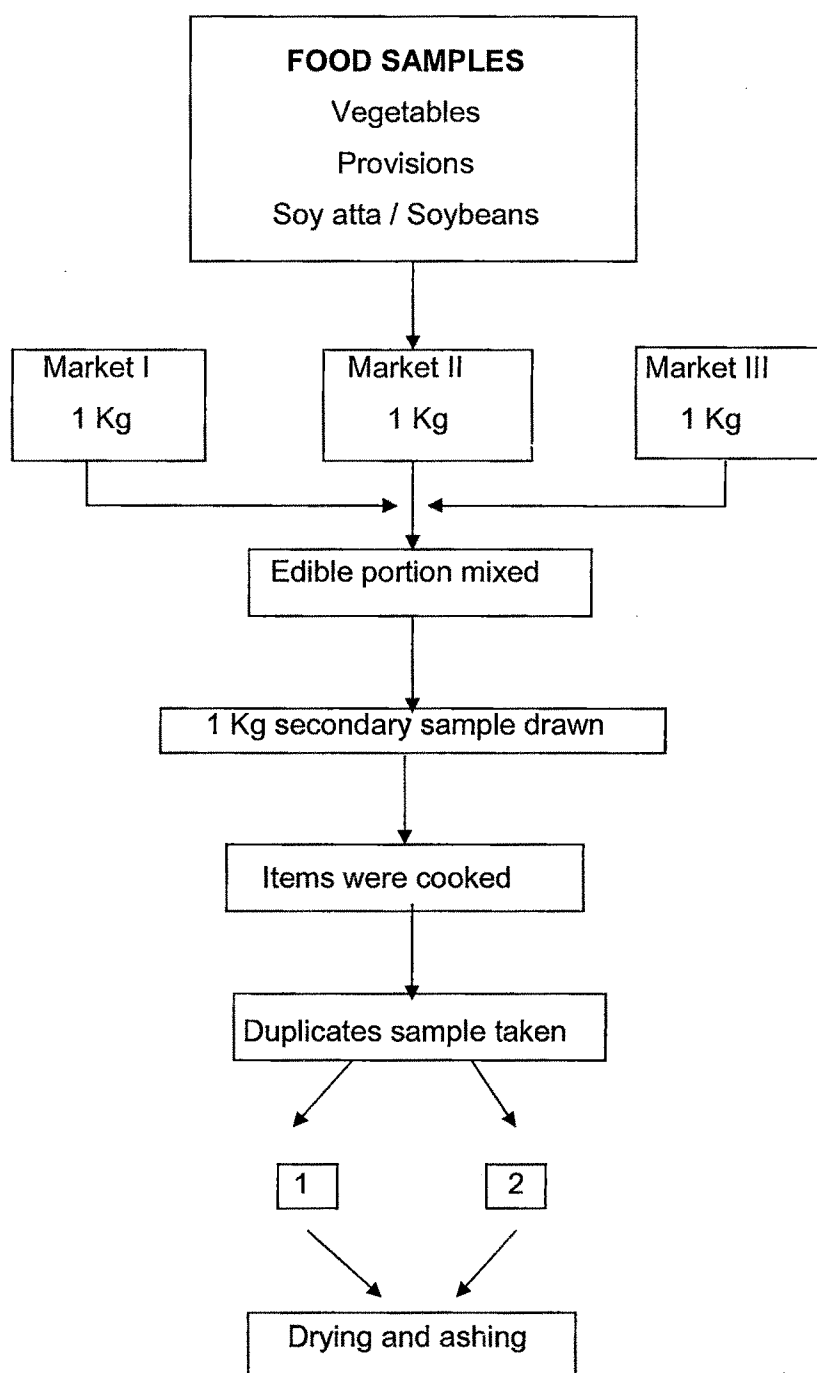 FOOD SAMPLES
Vegetables
Provisions
Soy atta / Soybeans
Market I
1 Kg
Market II
1 Kg
Market III
1 Kg
Edible portion mixed
1 Kg secondary sample drawn
Items were cooked
Duplicates sample taken
1
2
Drying and ashing